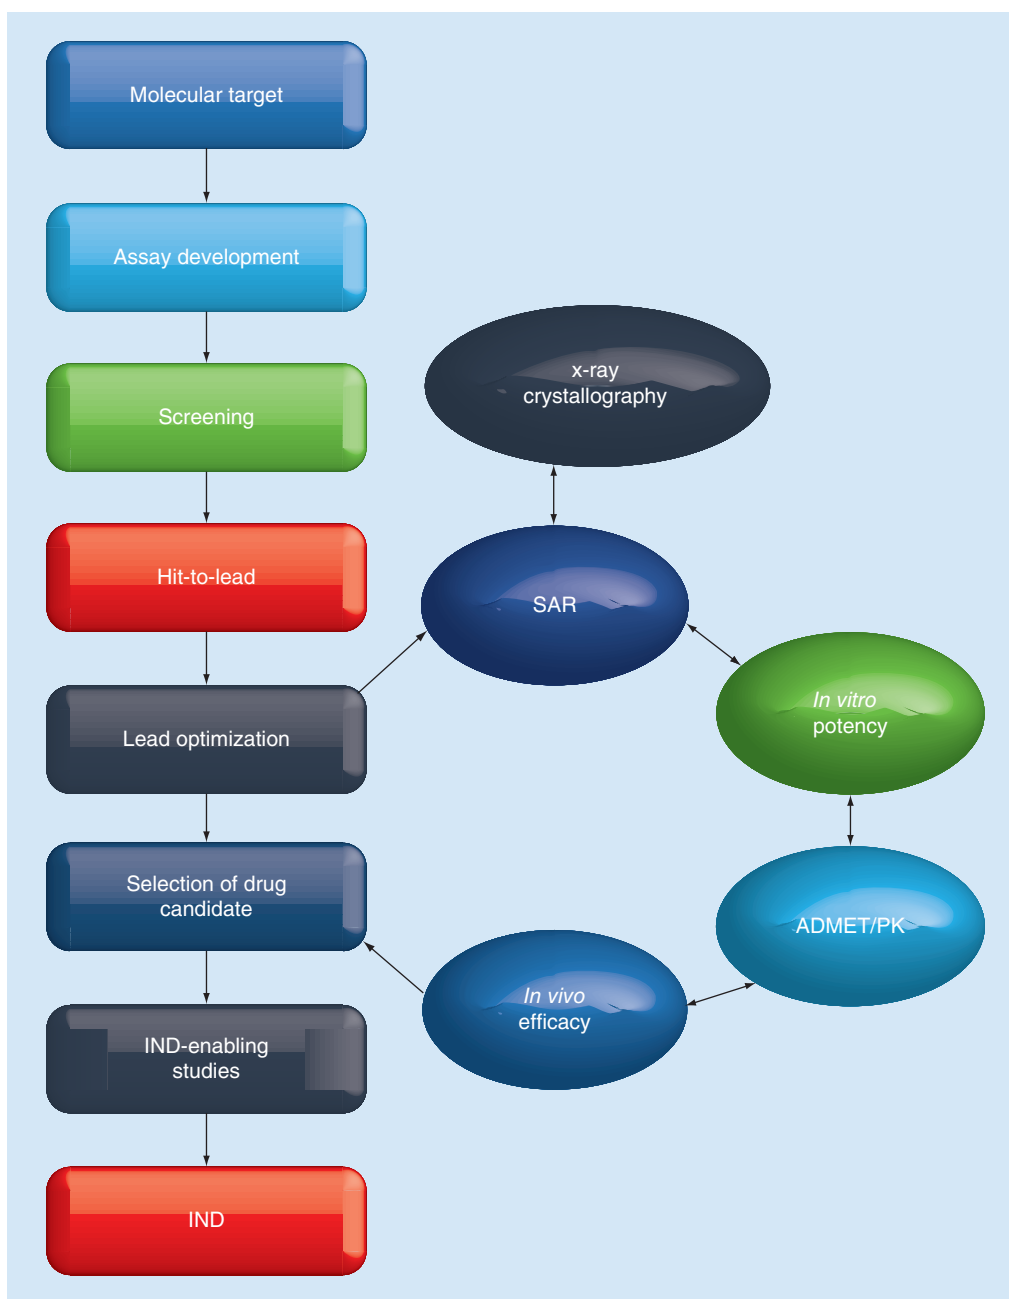 Molecular target
Assay development
Screening
Hit-to-lead
Lead optimization
Selection of drug
candidate
IND-enabling
studies
IND
x-ray
crystallography
SAR
In vitro
potency
ADMET/PK
In vivo
efficacy